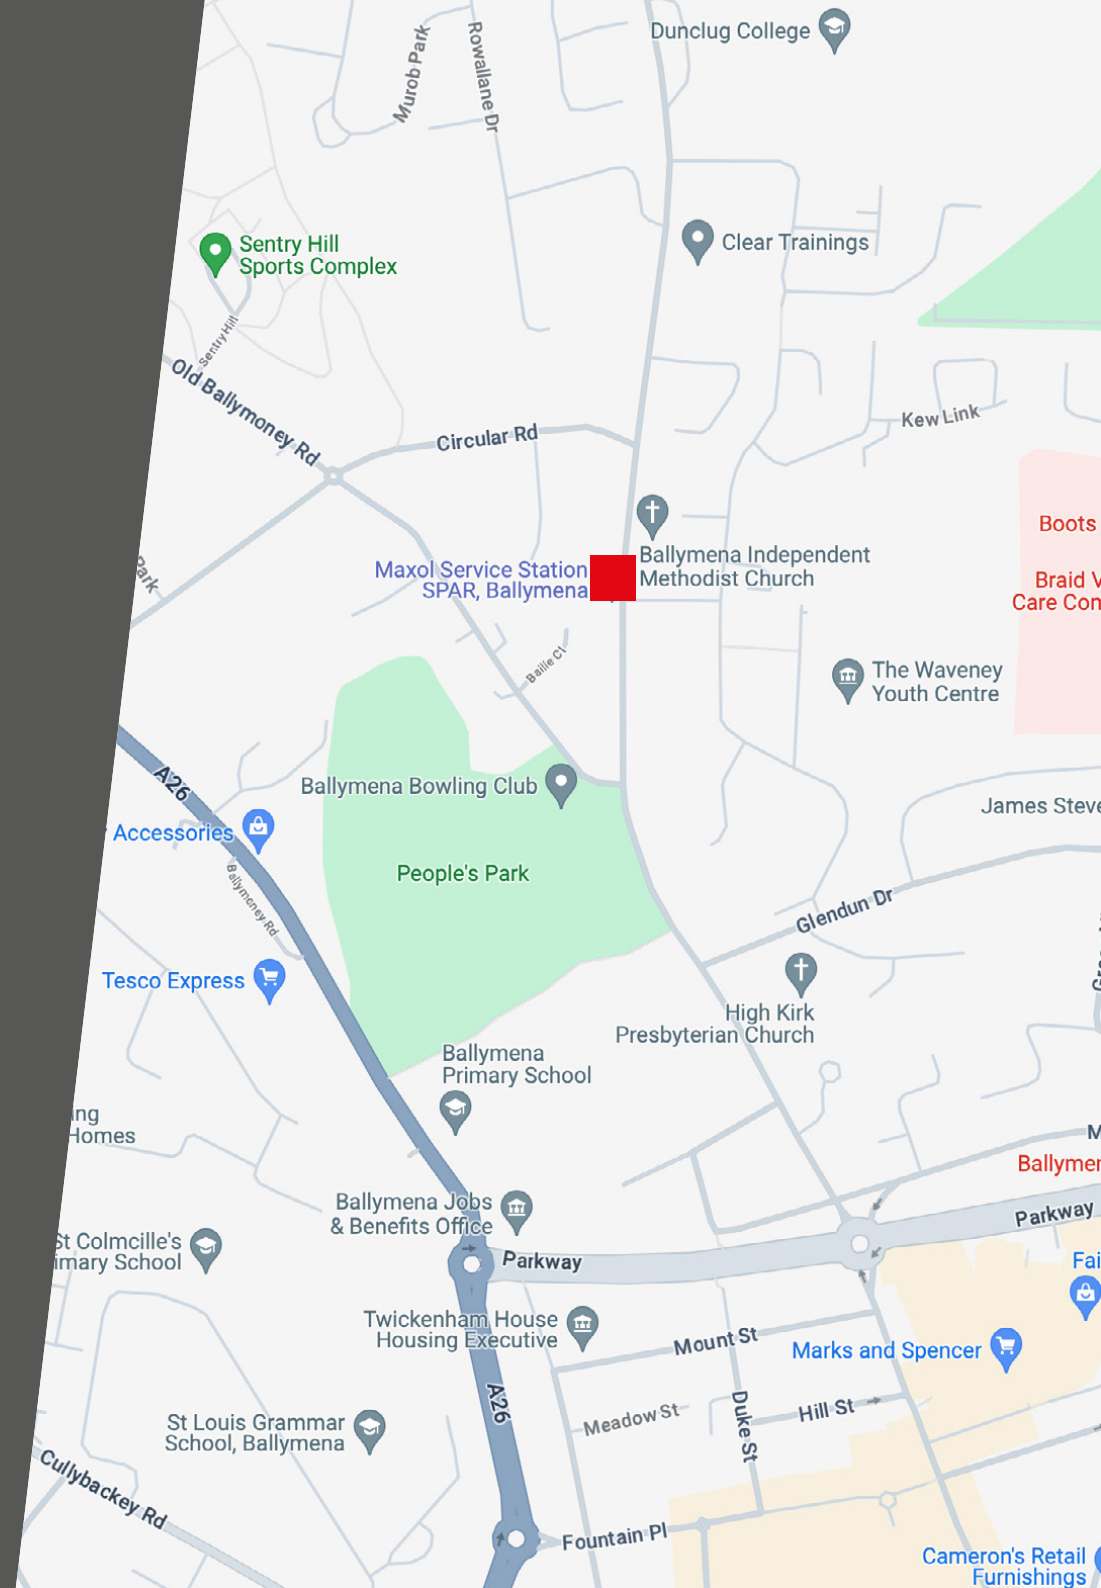 Dunclug College
Murob Park
Rowallane Dr
Sentry Hill
Sports Complex
Clear Trainings
Sentry Hill
Old Ballymoney Rd
Circular Rd
Kew Link
Boots
Ballymena Independent
Methodist Church
Maxol Service Station
SPAR, Ballymena
Park
Braid V
Care Com
Bailie Cl
The Waveney
Youth Centre
A26
Ballymena Bowling Club
James Steve
Accessories
People's Park
Ballymoney Rd
Glendun Dr
Tesco Express
High Kirk
Presbyterian Church
Ballymena
Primary School
ing
Homes
M
Ballymen
Ballymena Jobs
& Benefits Office
Parkway
St Colmcille's
imary School
Parkway
Fai
Twickenham House
Housing Executive
Mount St
Marks and Spencer
A26
Duke St
Hill St
Meadow St
St Louis Grammar
School, Ballymena
Cullybackey Rd
Fountain Pl
Cameron's Retail
Furnishings